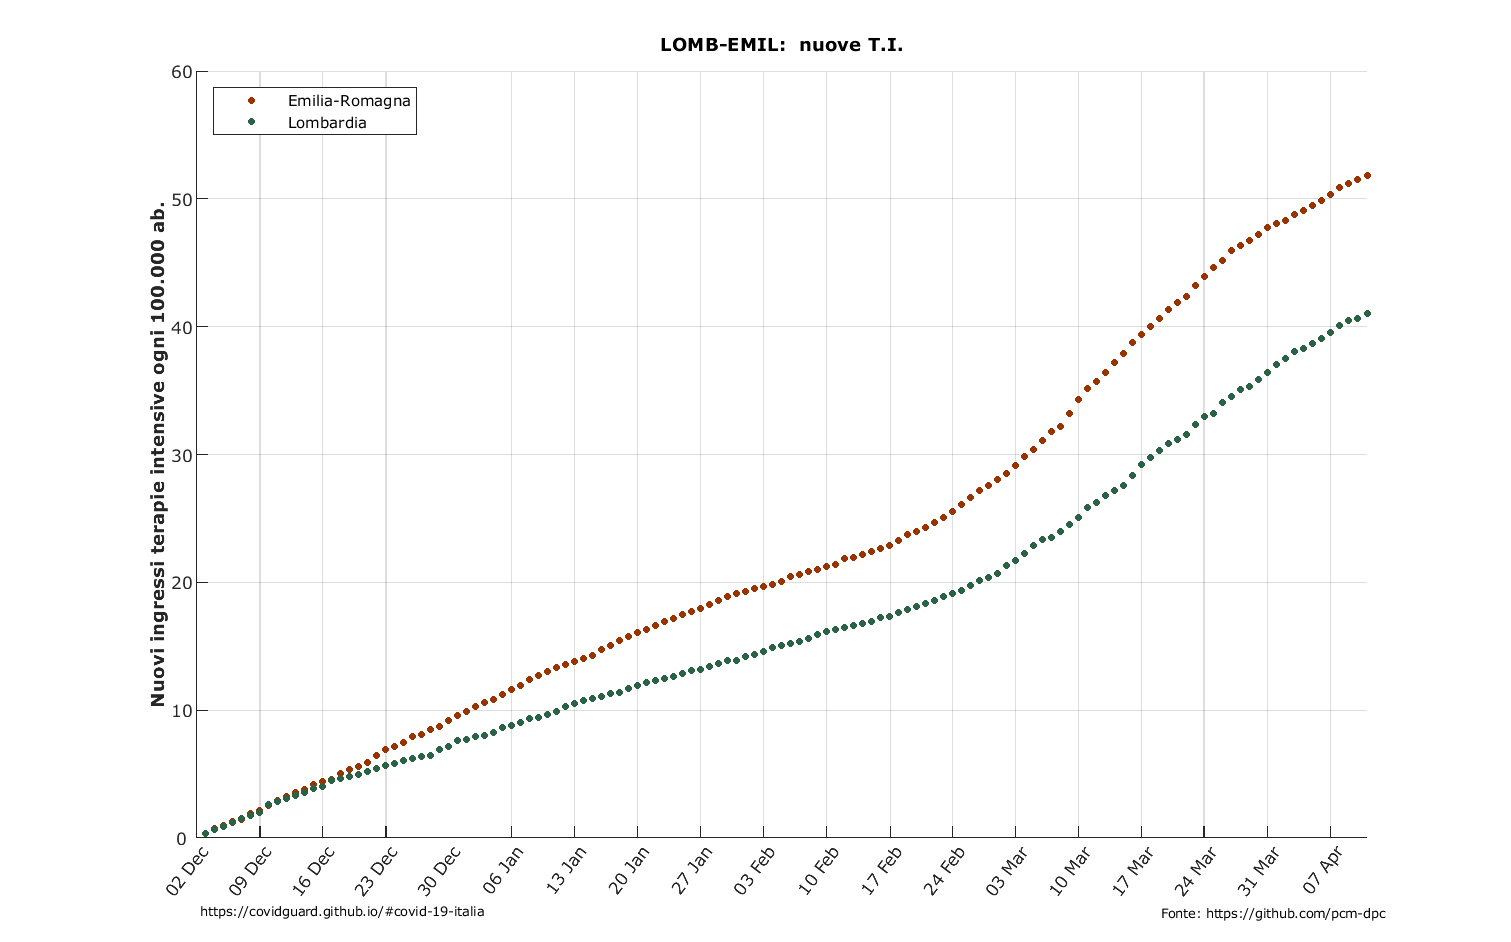 LOMB-EMIL: nuove T.I.
Emilia-Romagna
Lombardia
Nuovi ingressi terapie intensive ogni 100.000 ab.
60
50
40
30
20
10
0
02 Dec
09 Dec
16 Dec
23 Dec
30 Dec
06 Jan
13 Jan
20 Jan
27 Jan
03 Feb
10 Feb
17 Feb
24 Feb
03 Mar
10 Mar
17 Mar
24 Mar
31 Mar
07 Apr
https://covidguard.github.io/#covid-19-italia
Fonte: https://github.com/pcm-dpc